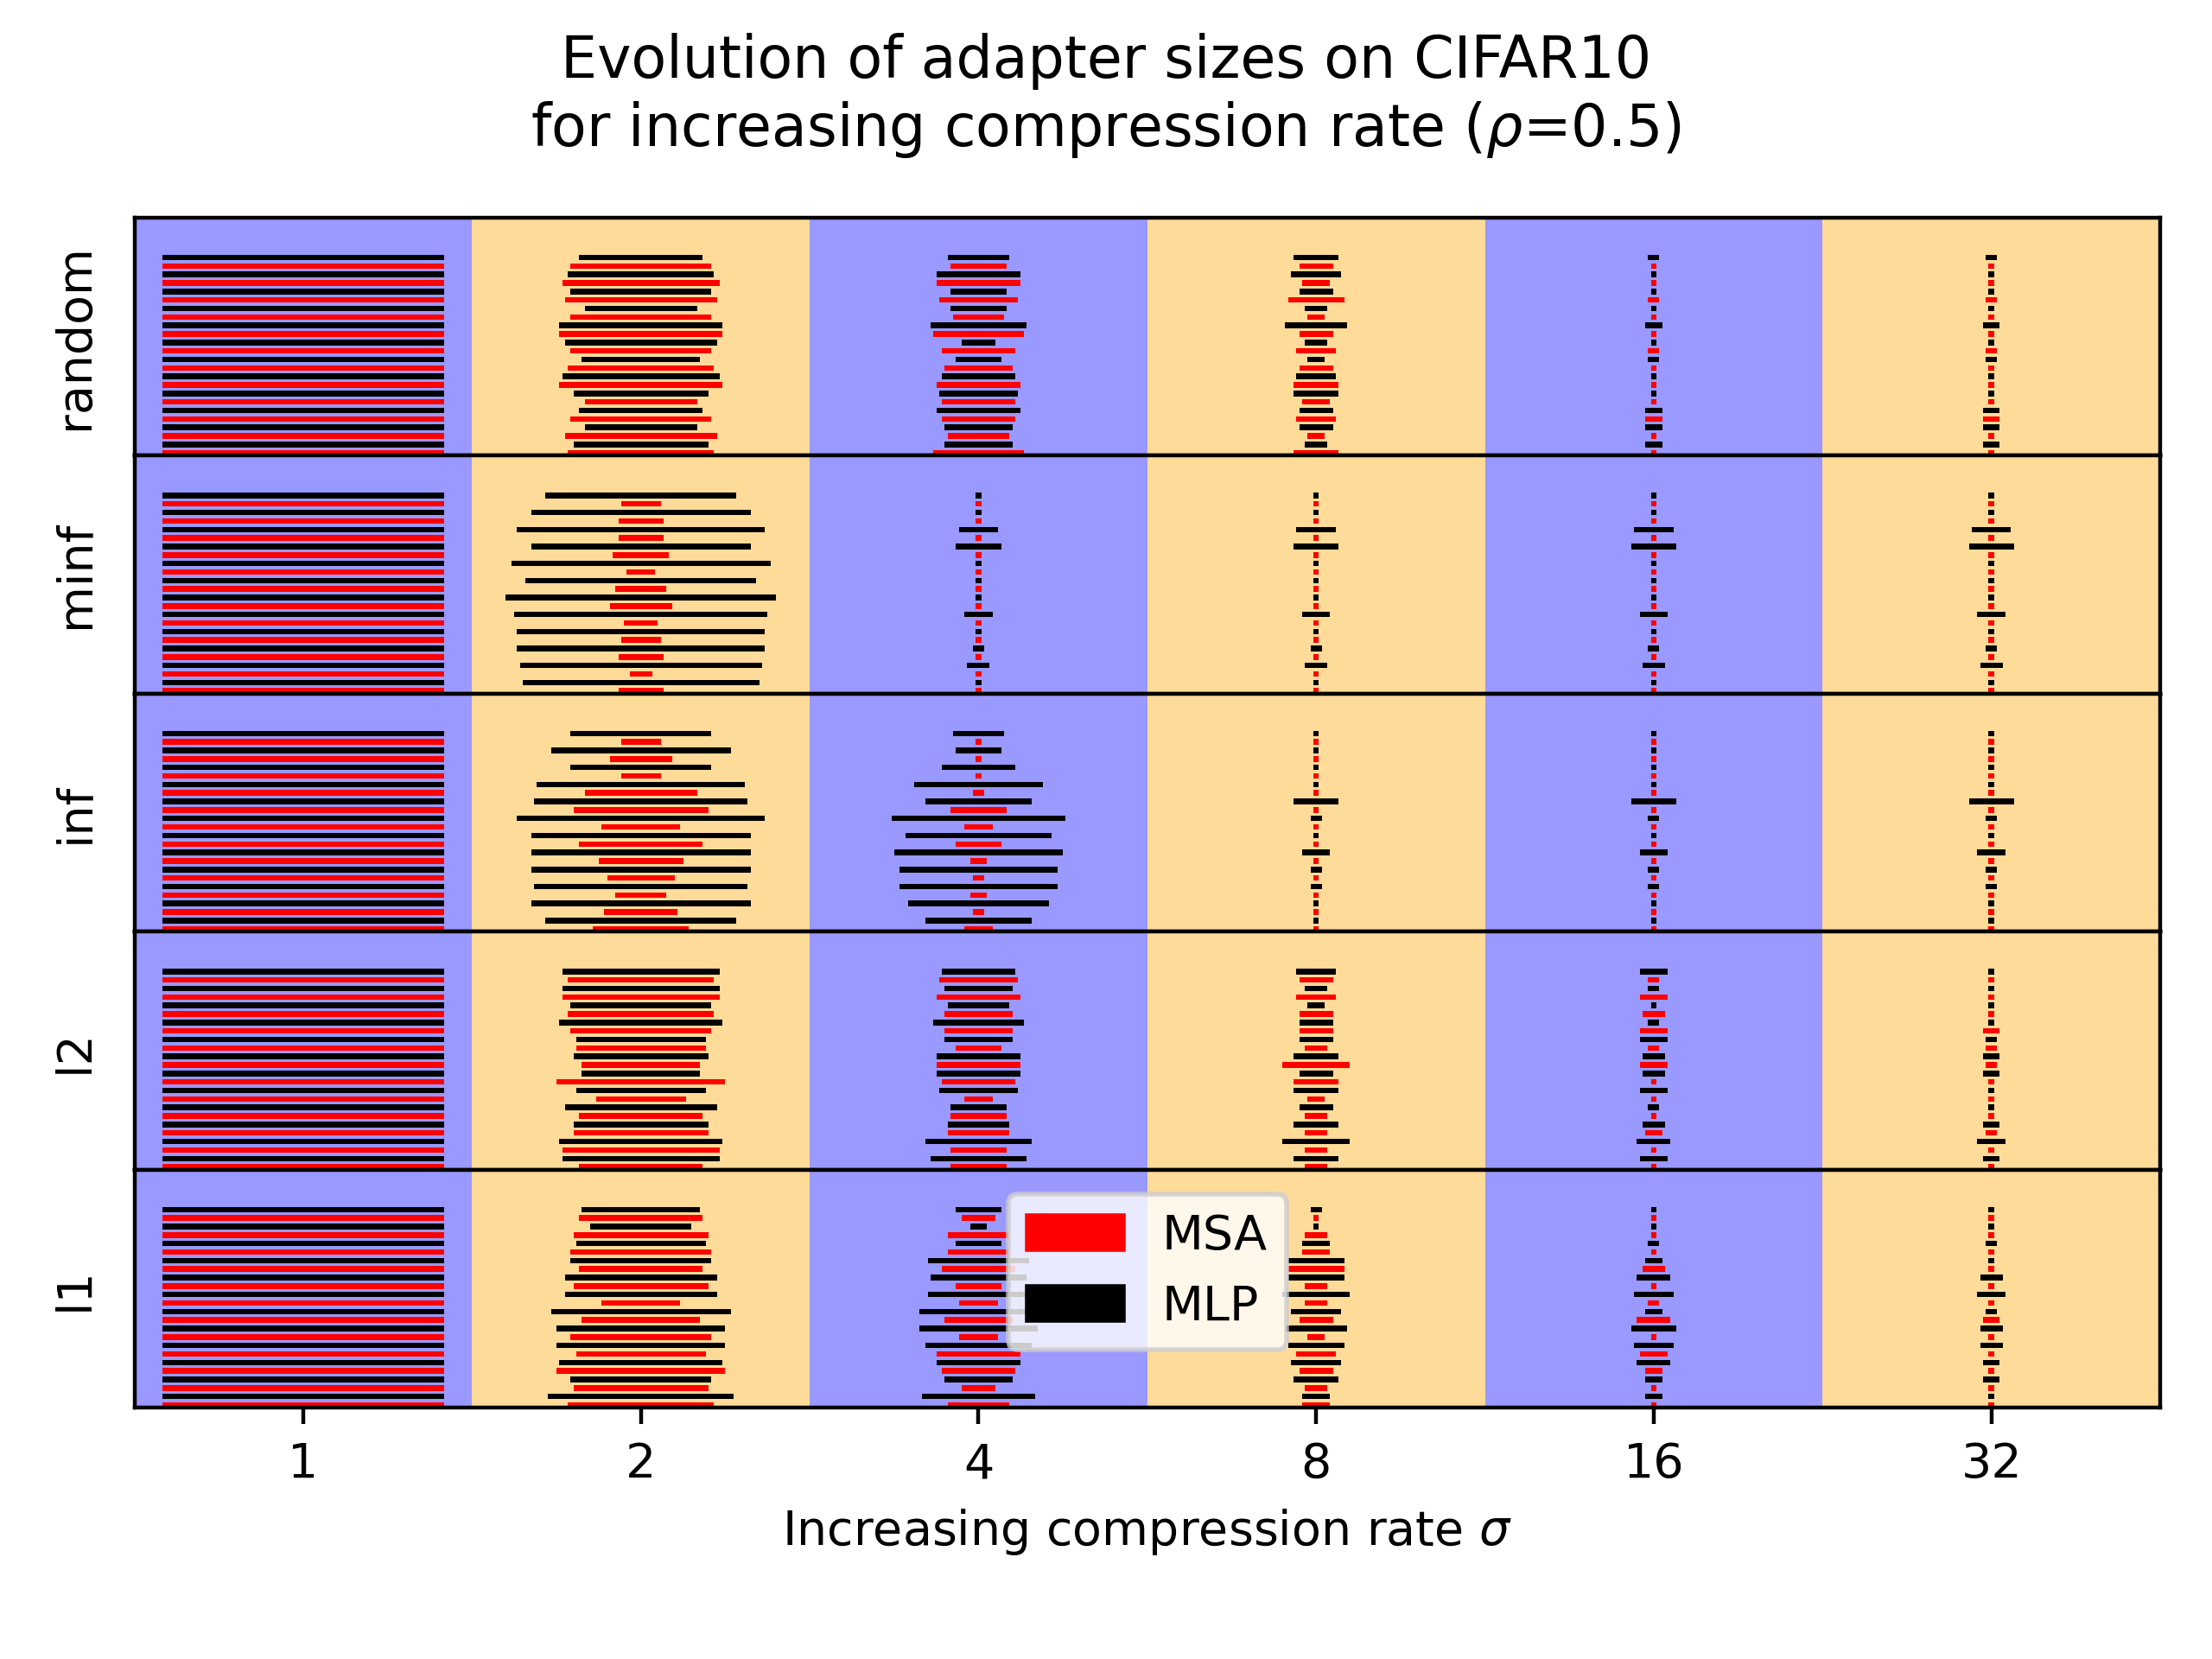 Evolution of adapter sizes on CIFAR10
for increasing compression rate (ρ=0.5)
random
minf
inf
l2
l1
MSA
MLP
1 2 4 8 16 32
Increasing compression rate σ